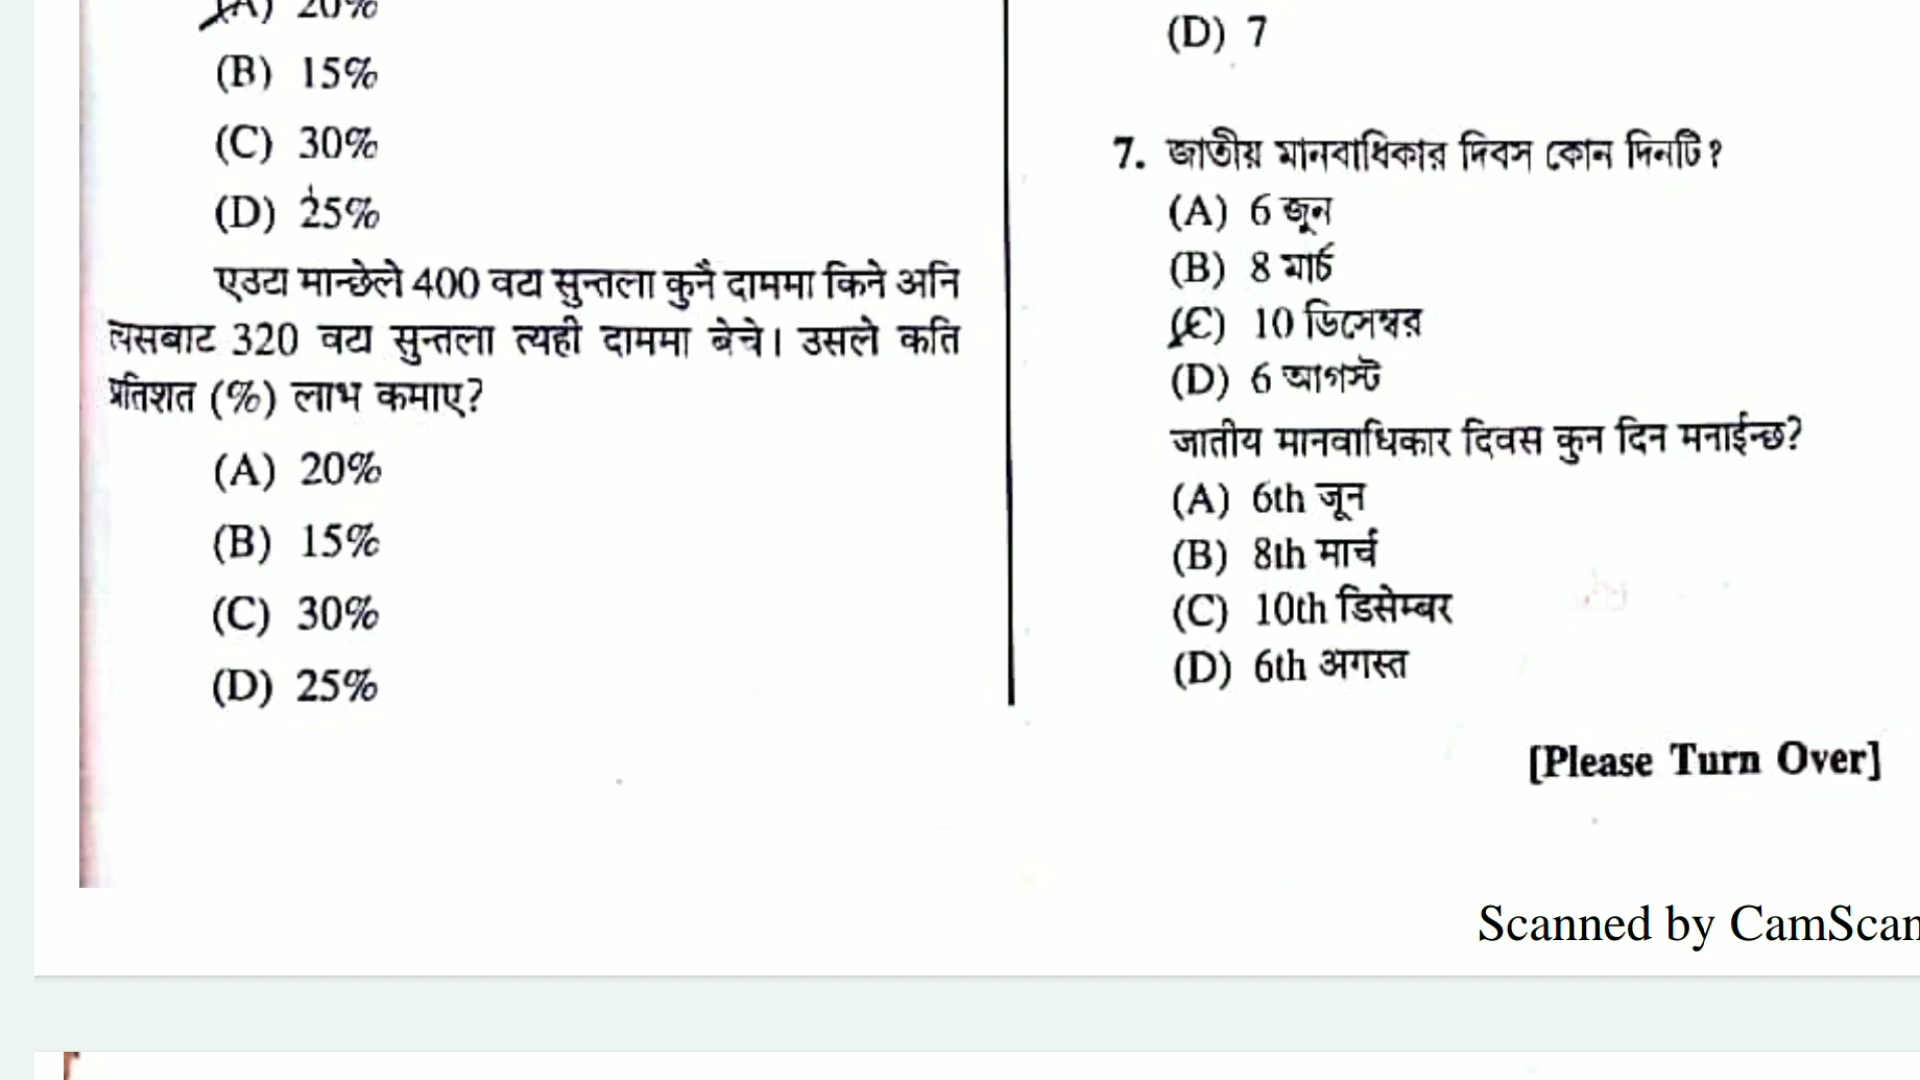 (A) 20%
(B) 15%
(C) 30%
(D) 25%
एउटा मान्छेले 400 वटा सुन्तला कुनै दाममा किने अनि
त्यसबाट 320 वटा सुन्तला त्यही दाममा बेचे। उसले कति
प्रतिशत (%) लाभ कमाए?
(A) 20%
(B) 15%
(C) 30%
(D) 25%
(D) 7
7. জাতীয় মানবাধিকার দিবস কোন দিনটি?
(A) 6 জুন
(B) 8 মার্চ
(C) 10 ডিসেম্বর
(D) 6 আগস্ট
जातीय मानवाधिकार दिवस कुन दिन मनाईन्छ?
(A) 6th जून
(B) 8th मार्च
(C) 10th डिसेम्बर
(D) 6th अगस्त
[Please Turn Over]
Scanned by CamScan